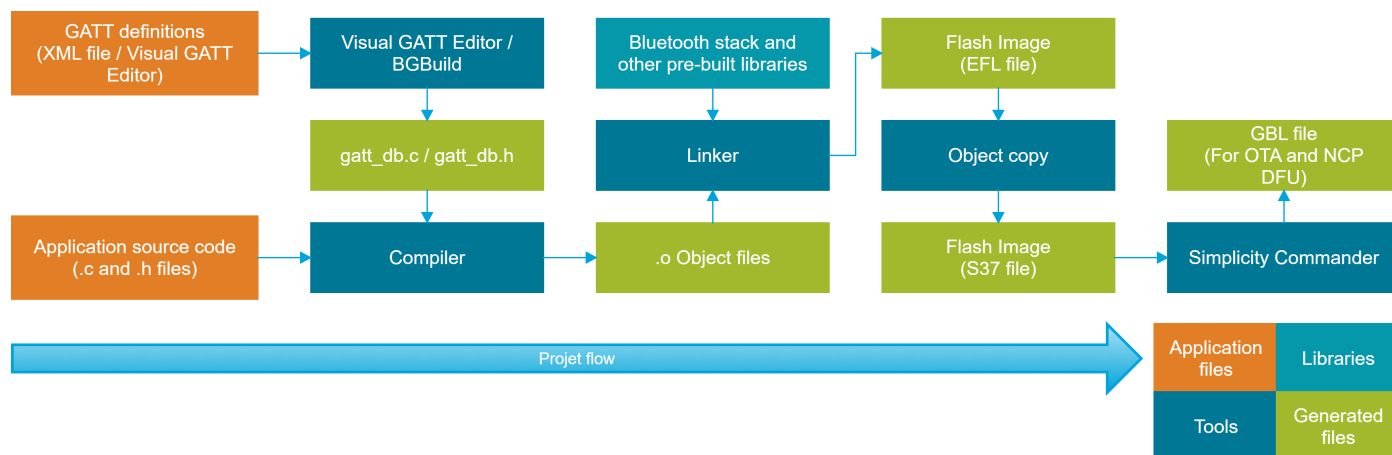 GATT definitions
(XML file / Visual GATT
Editor)
Visual GATT Editor /
BGBuild
Bluetooth stack and
other pre-built libraries
Flash Image
(EFL file)
gatt_db.c / gatt_db.h
Linker
Object copy
GBL file
(For OTA and NCP
DFU)
Application source code
(.c and .h files)
Compiler
.o Object files
Flash Image
(S37 file)
Simplicity Commander
Projet flow
Application
files
Libraries
Tools
Generated
files